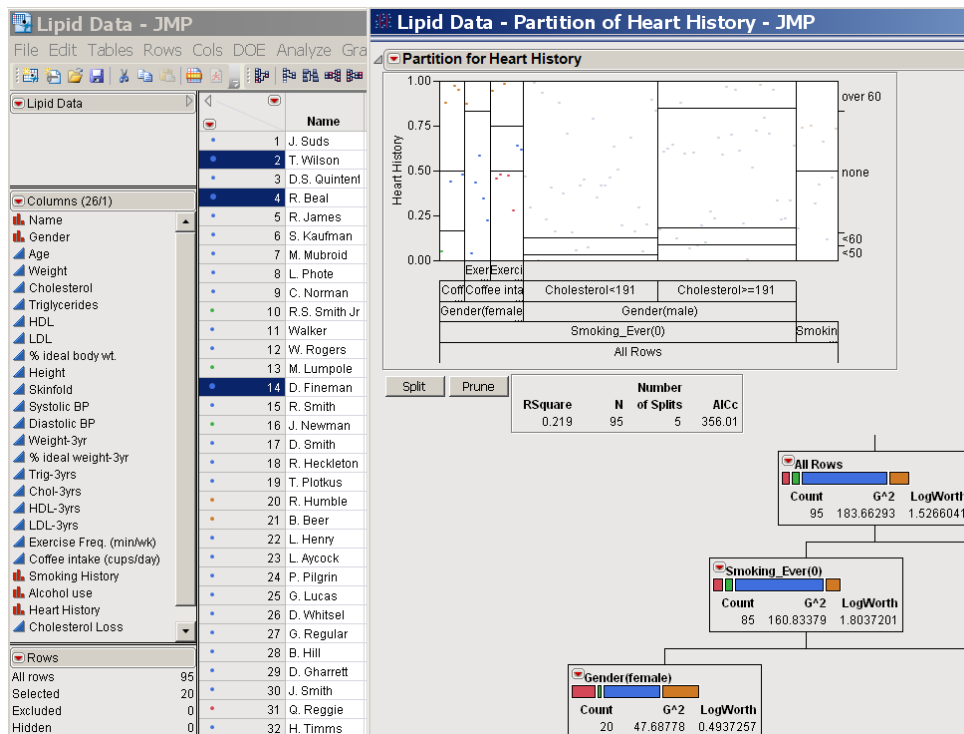 Lipid Data - JMP
File Edit Tables Rows Cols DOE Analyze Gra
Lipid Data
Columns (26/1)
Name
Gender
Age
Weight
Cholesterol
Triglycerides
HDL
LDL
% ideal body wt.
Height
Skinfold
Systolic BP
Diastolic BP
Weight-3yr
% ideal weight-3yr
Trig-3yrs
Chol-3yrs
HDL-3yrs
LDL-3yrs
Exercise Freq. (min/wk)
Coffee intake (cups/day)
Smoking History
Alcohol use
Heart History
Cholesterol Loss
Rows
All rows 95
Selected 20
Excluded 0
Hidden 0
Name
1 J. Suds
2 T. Wilson
3 D.S. Quintent
4 R. Beal
5 R. James
6 S. Kaufman
7 M. Mubroid
8 L. Phote
9 C. Norman
10 R.S. Smith Jr
11 Walker
12 W. Rogers
13 M. Lumpole
14 D. Fineman
15 R. Smith
16 J. Newman
17 D. Smith
18 R. Heckleton
19 T. Plotkus
20 R. Humble
21 B. Beer
22 L. Henry
23 L. Aycock
24 P. Pilgrin
25 G. Lucas
26 D. Whitsel
27 G. Regular
28 B. Hill
29 D. Gharrett
30 J. Smith
31 Q. Reggie
32 H. Timms
Lipid Data - Partition of Heart History - JMP
Partition for Heart History
Heart History
1.00
0.75
0.50
0.25
0.00
over 60
none
<60
<50
Exer Exerci
Coff Coffee inta Cholesterol<191 Cholesterol>=191
Gender(female Gender(male)
Smoking_Ever(0) Smokin
All Rows
Split Prune
RSquare N Number of Splits AICc
0.219 95 5 356.01
All Rows
Count G^2 LogWorth
95 183.66293 1.5266041
Smoking_Ever(0)
Count G^2 LogWorth
85 160.83379 1.8037201
Gender(female)
Count G^2 LogWorth
20 47.68778 0.4937257